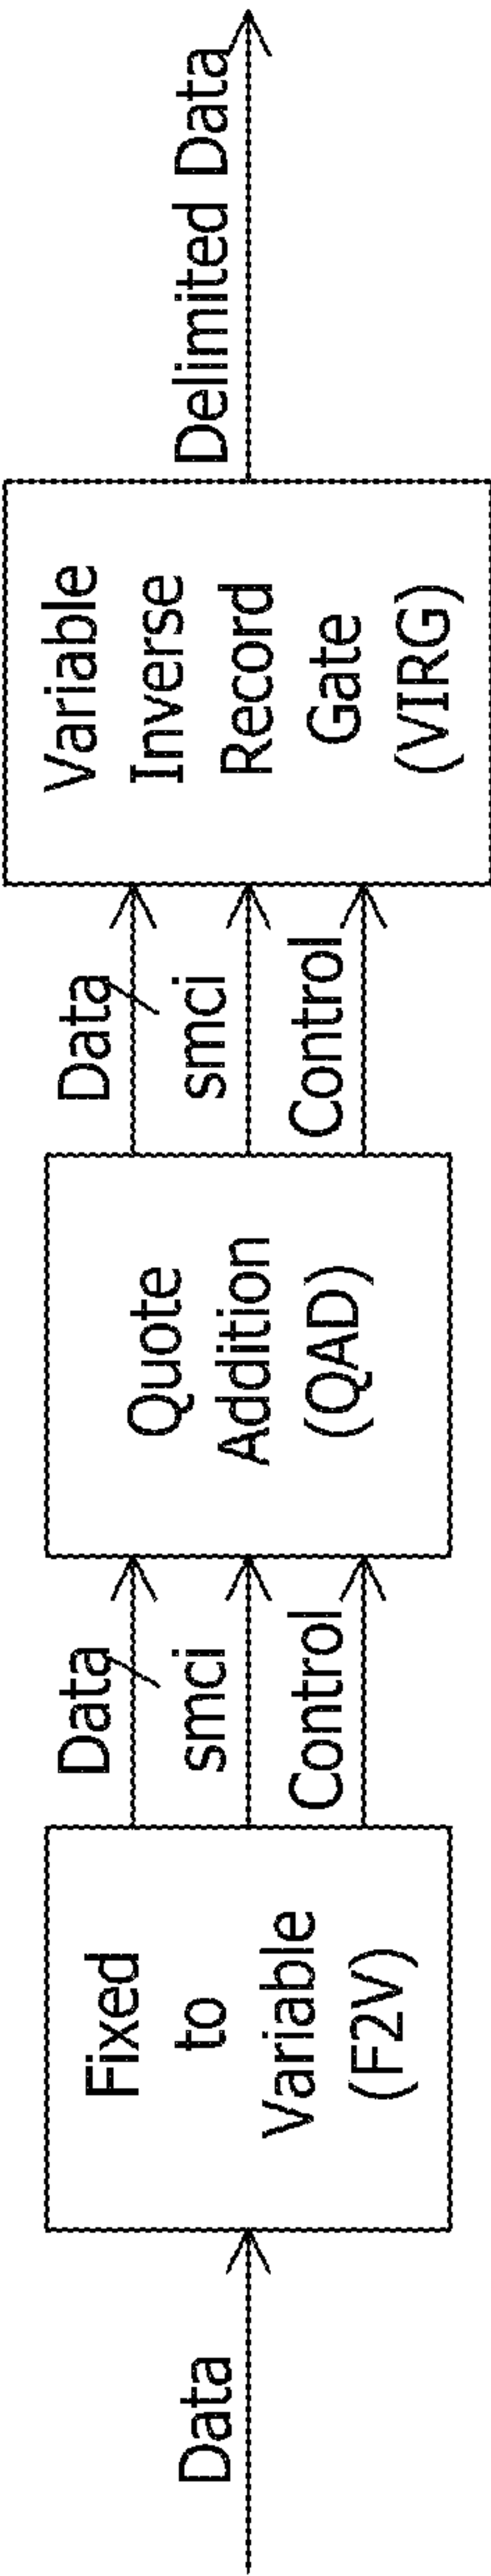 Data
Fixed
to
Variable
(F2V)
Data
smci
Control
Quote
Addition
(QAD)
Data
smci
Control
Variable
Inverse
Record
Gate
(VIRG)
Delimited Data